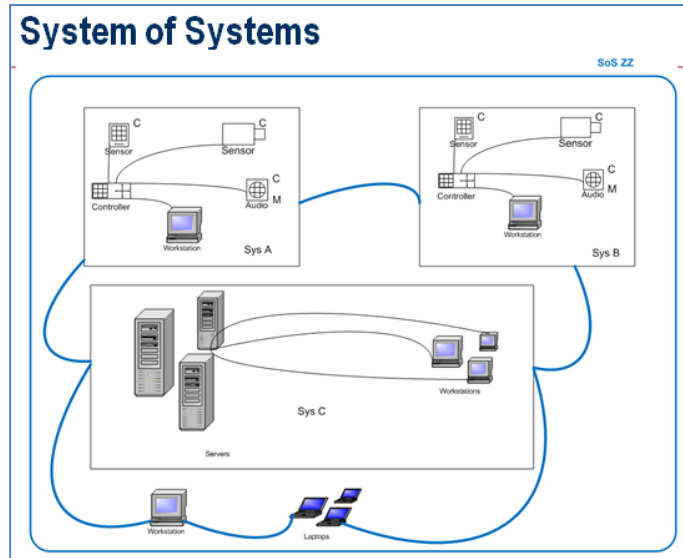 System of Systems
SoS ZZ
C
C
Sensor
Sensor
C
Controller
Audio
M
Workstation
Sys A
C
C
Sensor
Sensor
C
Controller
Audio
M
Workstation
Sys B
Workstations
Sys C
Servers
Workstation
Laptops